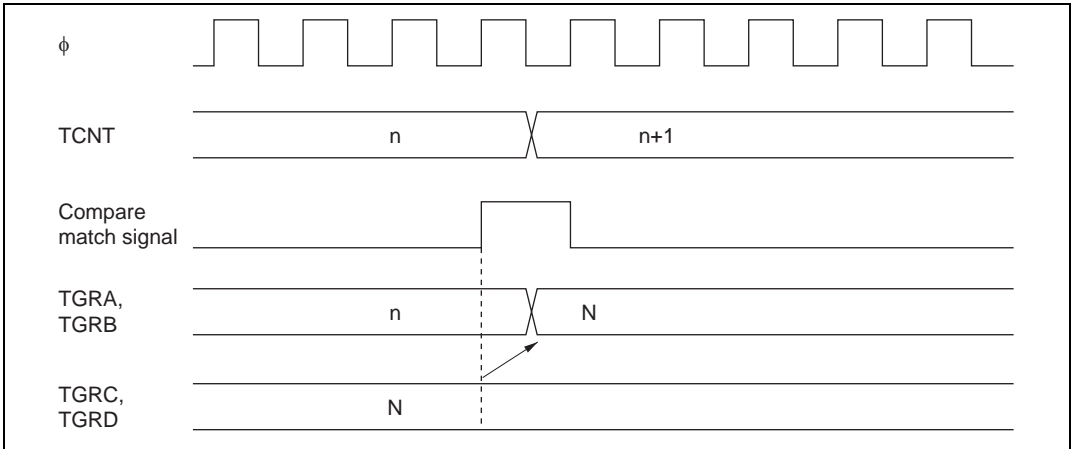 ϕ
TCNT
n
n+1
Compare
match signal
TGRA,
TGRB
n
N
TGRC,
TGRD
N